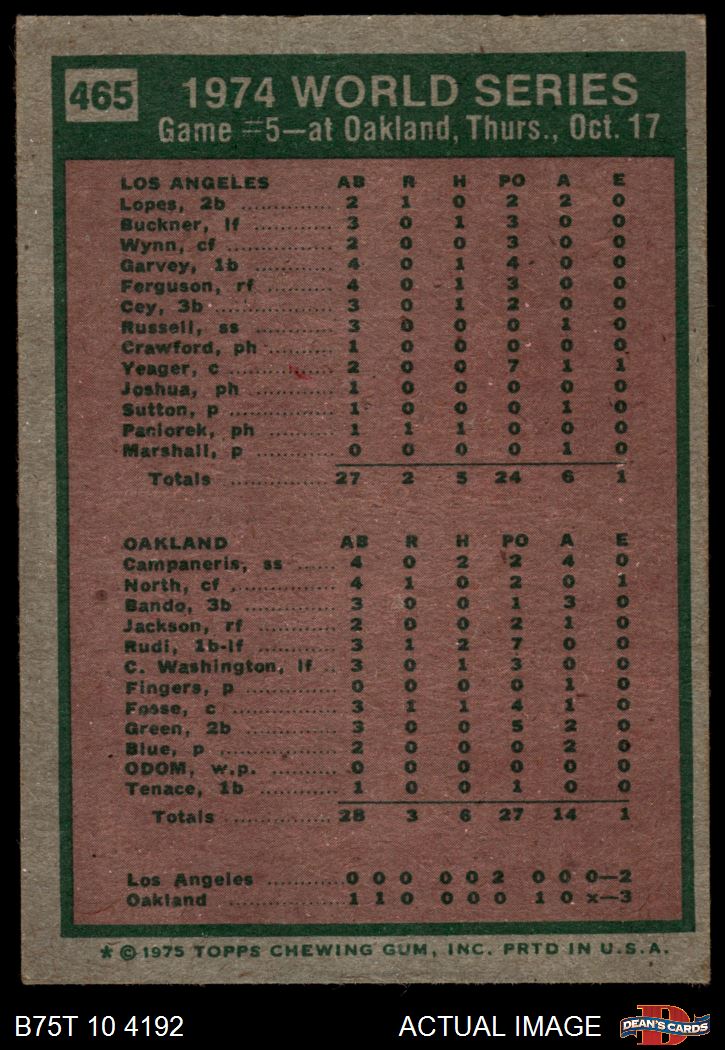 465
1974 WORLD SERIES
Game #5—at Oakland, Thurs., Oct. 17
LOS ANGELES AB R H PO A E
Lopes, 2b .............. 2 1 0 2 2 0
Buckner, lf ............ 3 0 1 3 0 0
Wynn, cf ............... 2 0 0 3 0 0
Garvey, 1b ............ 4 0 1 4 0 0
Ferguson, rf .......... 4 0 1 3 0 0
Cey, 3b ................ 3 0 1 2 0 0
Russell, ss ............ 3 0 0 0 1 0
Crawford, ph ......... 1 0 0 0 0 0
Yeager, c .............. 2 0 0 7 1 1
Joshua, ph ............ 1 0 0 0 0 0
Sutton, p .............. 1 0 0 0 1 0
Paciorek, ph .......... 1 1 1 0 0 0
Marshall, p ........... 0 0 0 0 1 0
Totals .............. 27 2 5 24 6 1
OAKLAND AB R H PO A E
Campaneris, ss ..... 4 0 2 2 4 0
North, cf .............. 4 1 0 2 0 1
Bando, 3b ............. 3 0 0 1 3 0
Jackson, rf ............ 2 0 0 2 1 0
Rudi, 1b-lf ............ 3 1 2 7 0 0
C. Washington, lf .. 3 0 1 3 0 0
Fingers, p ............. 0 0 0 0 1 0
Fosse, c ............... 3 1 1 4 1 0
Green, 2b ............. 3 0 0 5 2 0
Blue, p ................ 2 0 0 0 2 0
ODOM, w.p. .......... 0 0 0 0 0 0
Tenace, 1b ............ 1 0 0 1 0 0
Totals .............. 28 3 6 27 14 1
Los Angeles ........... 0 0 0 0 0 2 0 0 0—2
Oakland ............... 1 1 0 0 0 0 1 0 x—3
* © 1975 TOPPS CHEWING GUM, INC. PRTD IN U.S.A.
B75T 10 4192
ACTUAL IMAGE
D
DEAN'S CARDS